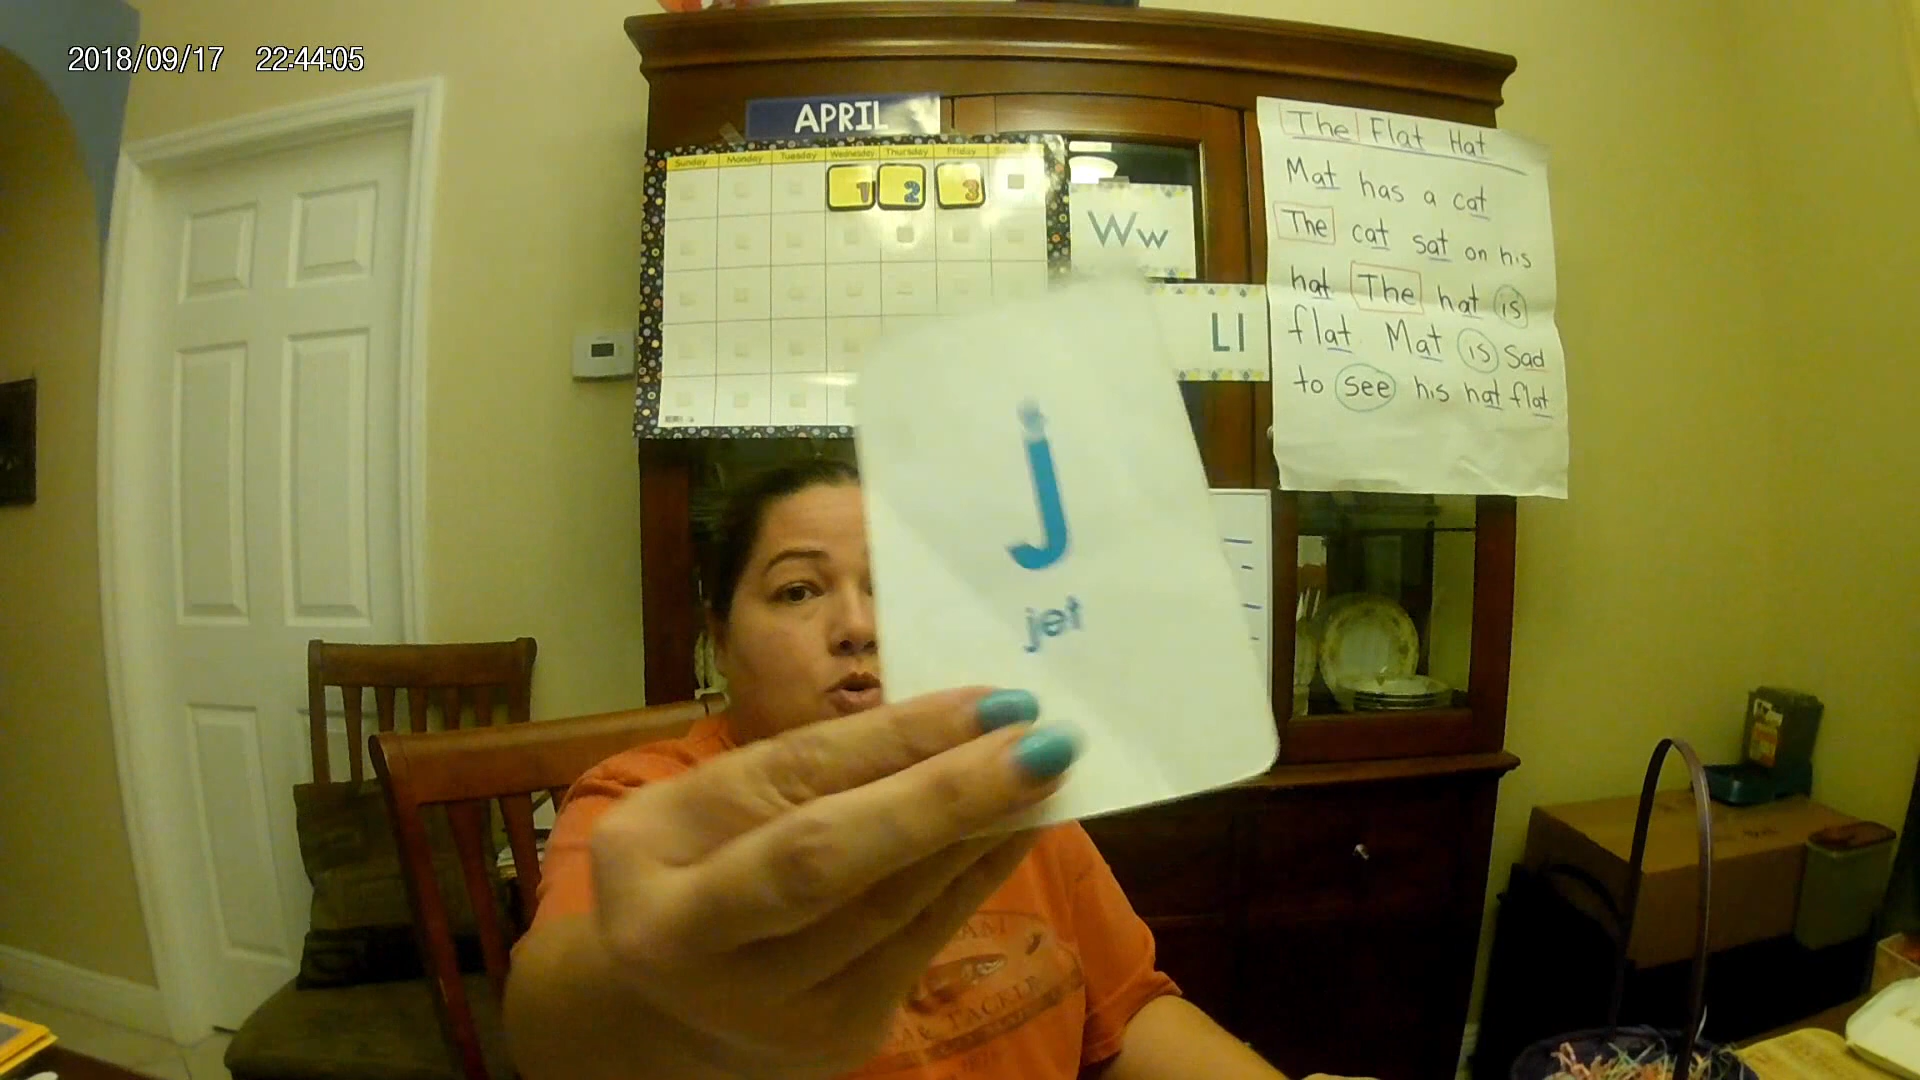 2018/09/17 22:44:05
APRIL
Sunday Monday Tuesday Wednesday Thursday Friday
1 2 3
Ww
Ll
The Flat Hat
Mat has a cat
The cat sat on his
hat The hat is
flat. Mat is sad
to see his hat flat
j
jet
& TACKLE